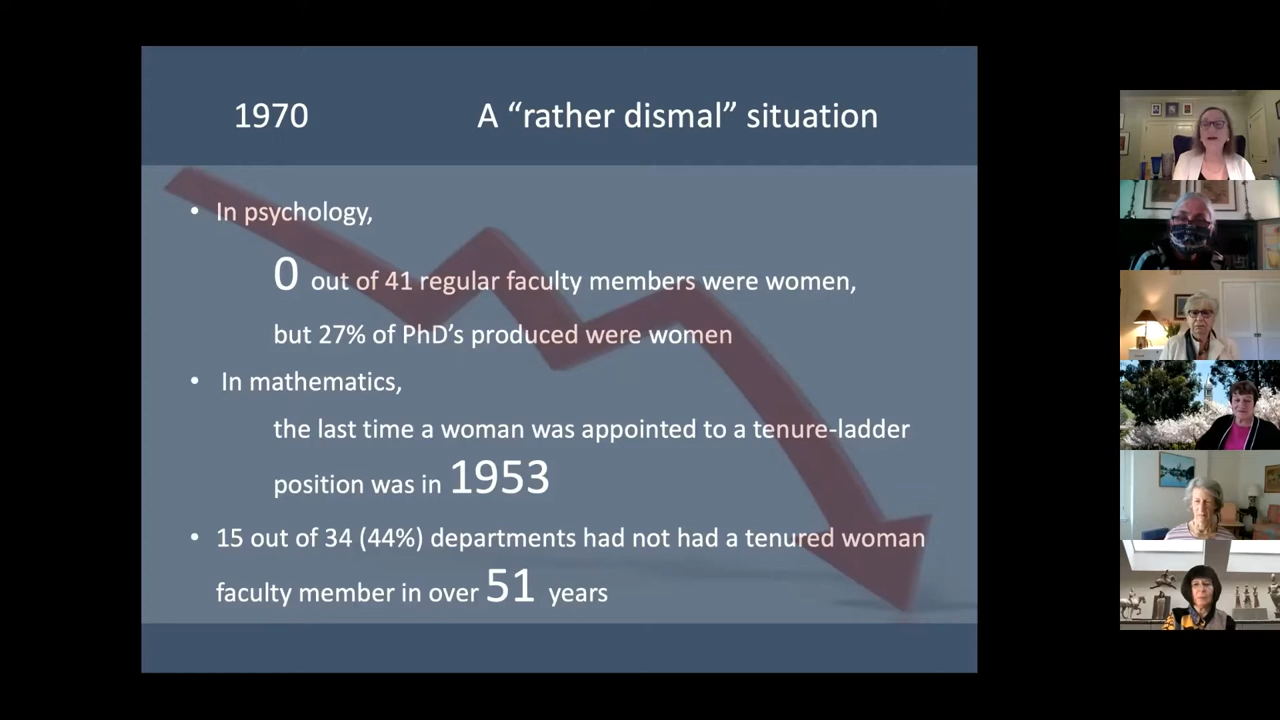 1970 A “rather dismal” situation
• In psychology,
0 out of 41 regular faculty members were women,
but 27% of PhD’s produced were women
• In mathematics,
the last time a woman was appointed to a tenure-ladder
position was in 1953
• 15 out of 34 (44%) departments had not had a tenured woman
faculty member in over 51 years